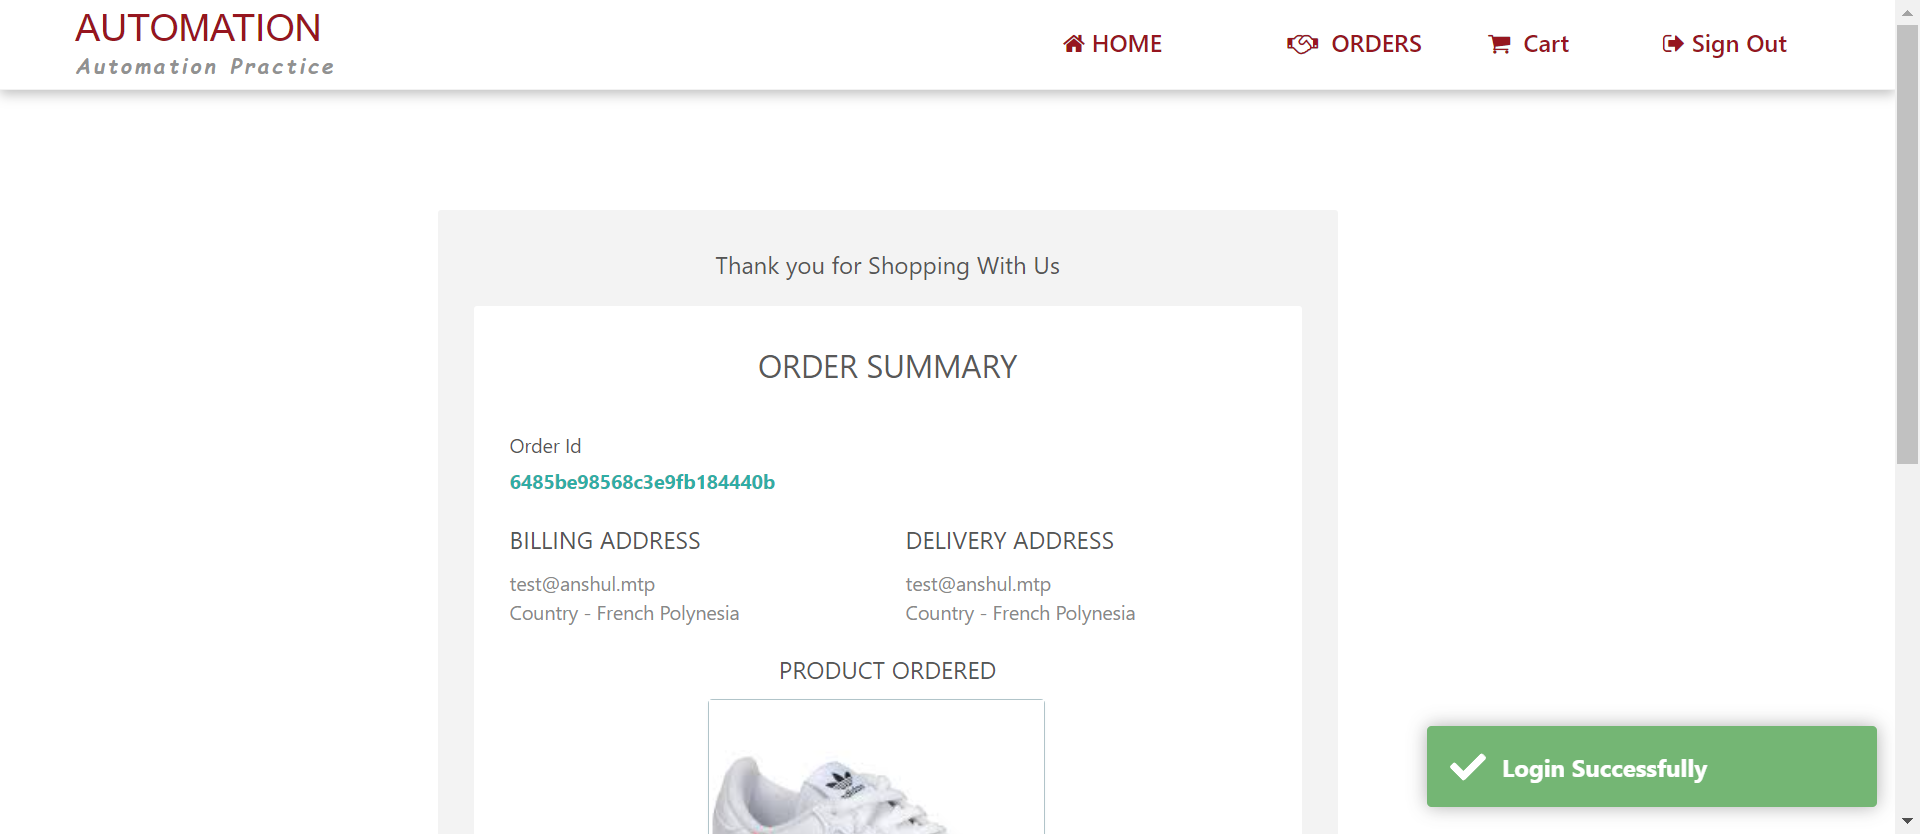 AUTOMATION
Automation Practice
HOME
ORDERS
Cart
Sign Out
Thank you for Shopping With Us
ORDER SUMMARY
Order Id
6485be98568c3e9fb184440b
BILLING ADDRESS
test@anshul.mtp
Country - French Polynesia
DELIVERY ADDRESS
test@anshul.mtp
Country - French Polynesia
PRODUCT ORDERED
adidas
Login Successfully